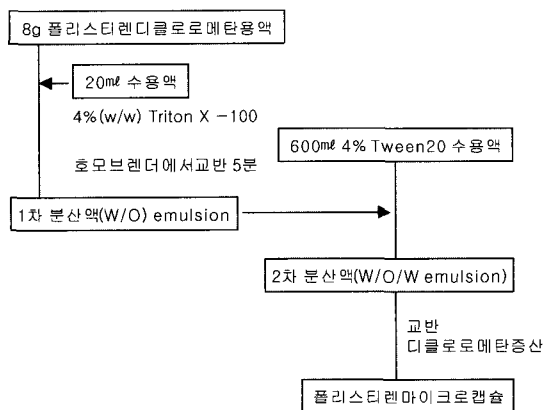 8g 폴리스티렌디클로로메탄용액
20㎖ 수용액
4%(w/w) Triton X -100
호모브렌더에서교반 5분
600㎖ 4% Tween20 수용액
1차 분산액(W/O) emulsion
2차 분산액(W/O/W emulsion)
교반
디클로로메탄증산
폴리스티렌마이크로캡슐